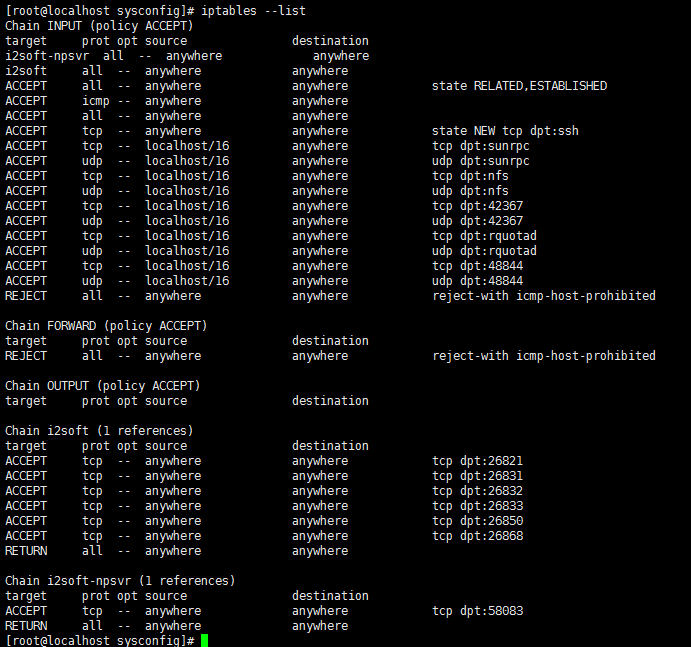 [root@localhost sysconfig]# iptables --list
Chain INPUT (policy ACCEPT)
target     prot opt source               destination
i2soft-npsvr  all  --  anywhere             anywhere
i2soft     all  --  anywhere             anywhere
ACCEPT     all  --  anywhere             anywhere            state RELATED,ESTABLISHED
ACCEPT     icmp --  anywhere             anywhere
ACCEPT     all  --  anywhere             anywhere
ACCEPT     tcp  --  anywhere             anywhere            state NEW tcp dpt:ssh
ACCEPT     tcp  --  localhost/16         anywhere            tcp dpt:sunrpc
ACCEPT     udp  --  localhost/16         anywhere            udp dpt:sunrpc
ACCEPT     tcp  --  localhost/16         anywhere            tcp dpt:nfs
ACCEPT     udp  --  localhost/16         anywhere            udp dpt:nfs
ACCEPT     tcp  --  localhost/16         anywhere            tcp dpt:42367
ACCEPT     udp  --  localhost/16         anywhere            udp dpt:42367
ACCEPT     tcp  --  localhost/16         anywhere            tcp dpt:rquotad
ACCEPT     udp  --  localhost/16         anywhere            udp dpt:rquotad
ACCEPT     tcp  --  localhost/16         anywhere            tcp dpt:48844
ACCEPT     udp  --  localhost/16         anywhere            udp dpt:48844
REJECT     all  --  anywhere             anywhere            reject-with icmp-host-prohibited

Chain FORWARD (policy ACCEPT)
target     prot opt source               destination
REJECT     all  --  anywhere             anywhere            reject-with icmp-host-prohibited

Chain OUTPUT (policy ACCEPT)
target     prot opt source               destination

Chain i2soft (1 references)
target     prot opt source               destination
ACCEPT     tcp  --  anywhere             anywhere            tcp dpt:26821
ACCEPT     tcp  --  anywhere             anywhere            tcp dpt:26831
ACCEPT     tcp  --  anywhere             anywhere            tcp dpt:26832
ACCEPT     tcp  --  anywhere             anywhere            tcp dpt:26833
ACCEPT     tcp  --  anywhere             anywhere            tcp dpt:26850
ACCEPT     tcp  --  anywhere             anywhere            tcp dpt:26868
RETURN     all  --  anywhere             anywhere

Chain i2soft-npsvr (1 references)
target     prot opt source               destination
ACCEPT     tcp  --  anywhere             anywhere            tcp dpt:58083
RETURN     all  --  anywhere             anywhere
[root@localhost sysconfig]#